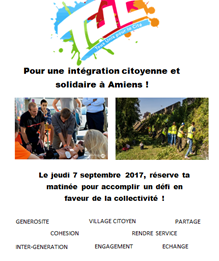 Pour une intégration citoyenne et
solidaire à Amiens !
Le jeudi 7 septembre 2017, réserve ta
matinée pour accomplir un défi en
faveur de la collectivité !
GENEROSITE VILLAGE CITOYEN PARTAGE
COHESION RENDRE SERVICE
INTER-GENERATION ENGAGEMENT ECHANGE